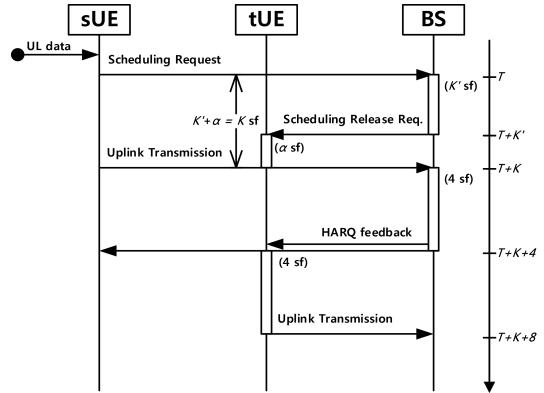 sUE tUE BS
UL data
Scheduling Request
T
(K' sf)
K'+α = K sf
Scheduling Release Req.
T+K'
(α sf)
Uplink Transmission
T+K
(4 sf)
HARQ feedback
T+K+4
(4 sf)
Uplink Transmission
T+K+8